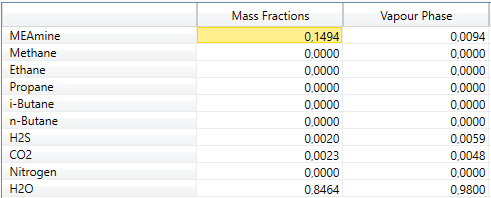 Mass Fractions Vapour Phase
MEAmine 0,1494 0,0094
Methane 0,0000 0,0000
Ethane 0,0000 0,0000
Propane 0,0000 0,0000
i-Butane 0,0000 0,0000
n-Butane 0,0000 0,0000
H2S 0,0020 0,0059
CO2 0,0023 0,0048
Nitrogen 0,0000 0,0000
H2O 0,8464 0,9800